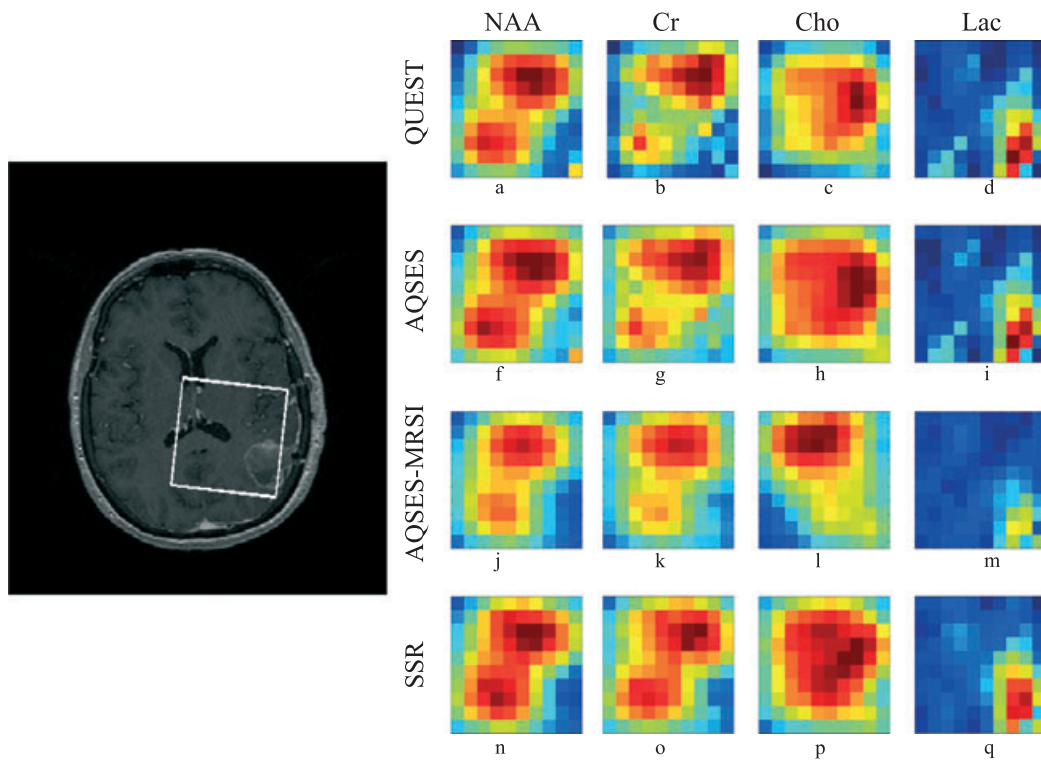 NAA Cr Cho Lac
QUEST
a b c d
AQSES
f g h i
AQSES-MRSI
j k l m
SSR
n o p q